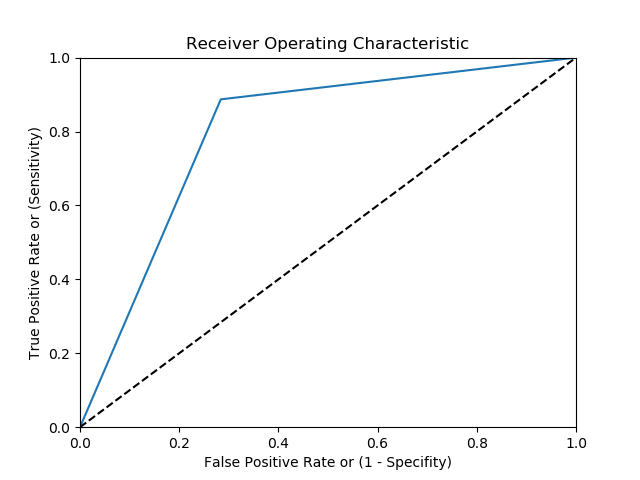 Receiver Operating Characteristic
1.0
0.8
0.6
0.4
0.2
0.0
True Positive Rate or (Sensitivity)
0.0 0.2 0.4 0.6 0.8 1.0
False Positive Rate or (1 - Specifity)